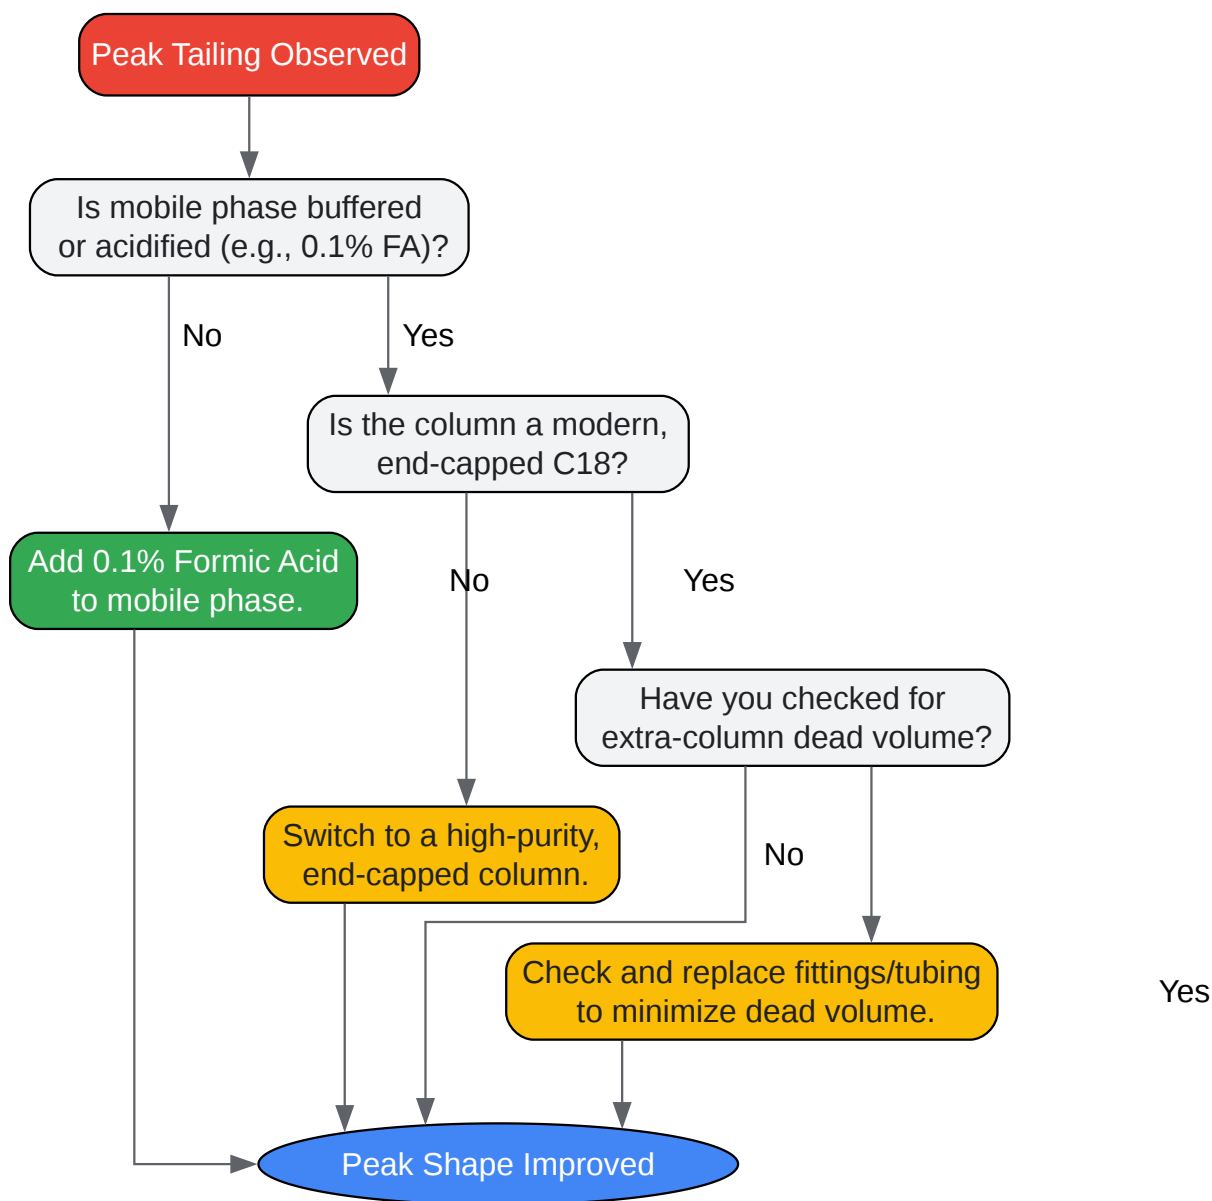 Peak Tailing Observed
Is mobile phase buffered
or acidified (e.g., 0.1% FA)?
No
Yes
Is the column a modern,
end-capped C18?
Add 0.1% Formic Acid
to mobile phase.
No
Yes
Have you checked for
extra-column dead volume?
Switch to a high-purity,
end-capped column.
No
Check and replace fittings/tubing
to minimize dead volume.
Yes
Peak Shape Improved